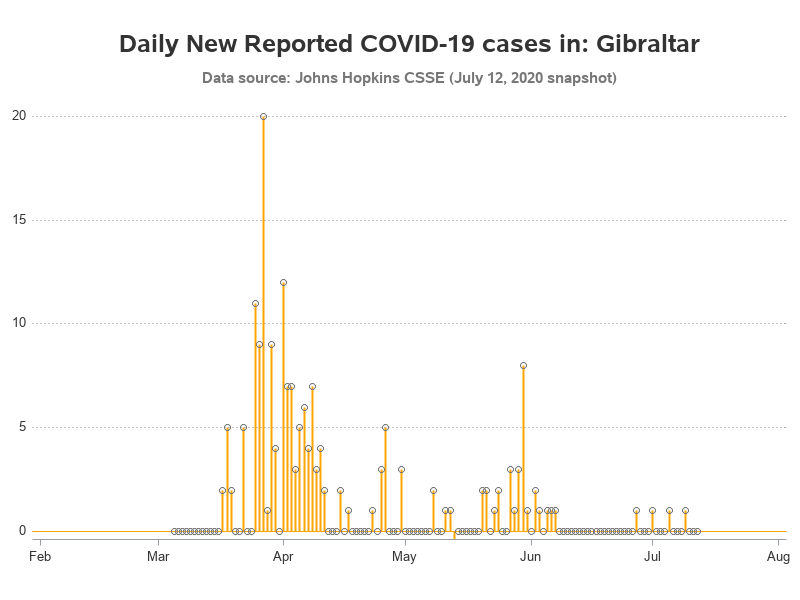 Daily New Reported COVID-19 cases in: Gibraltar
Data source: Johns Hopkins CSSE (July 12, 2020 snapshot)
20
15
10
5
0
Feb Mar Apr May Jun Jul Aug